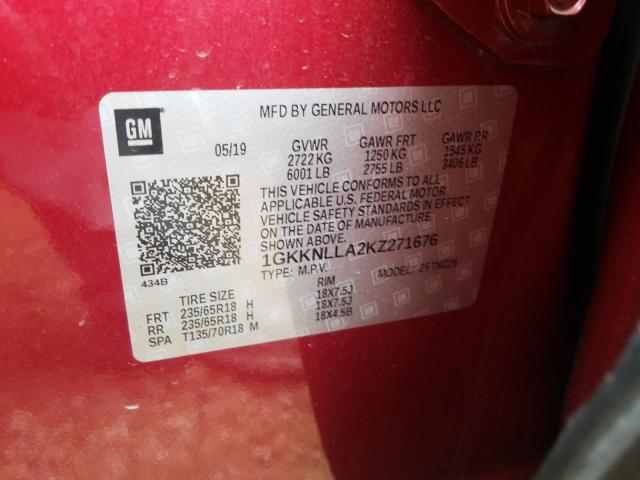 MFD BY GENERAL MOTORS LLC
GM
05/19 GVWR GAWR FRT GAWR RR
2722 KG 1250 KG 1545 KG
6001 LB 2755 LB 3406 LB
THIS VEHICLE CONFORMS TO ALL
APPLICABLE U.S. FEDERAL MOTOR
VEHICLE SAFETY STANDARDS IN EFFECT
ON THE DATE OF MANUFACTURE
SHOWN ABOVE.
1GKKNLLA2KZ271676
TYPE: M.P.V. MODEL: Z6TNC26
434B
TIRE SIZE RIM
FRT 235/65R18 H 18X7.5J
RR 235/65R18 H 18X7.5J
SPA T135/70R18 M 18X4.5B